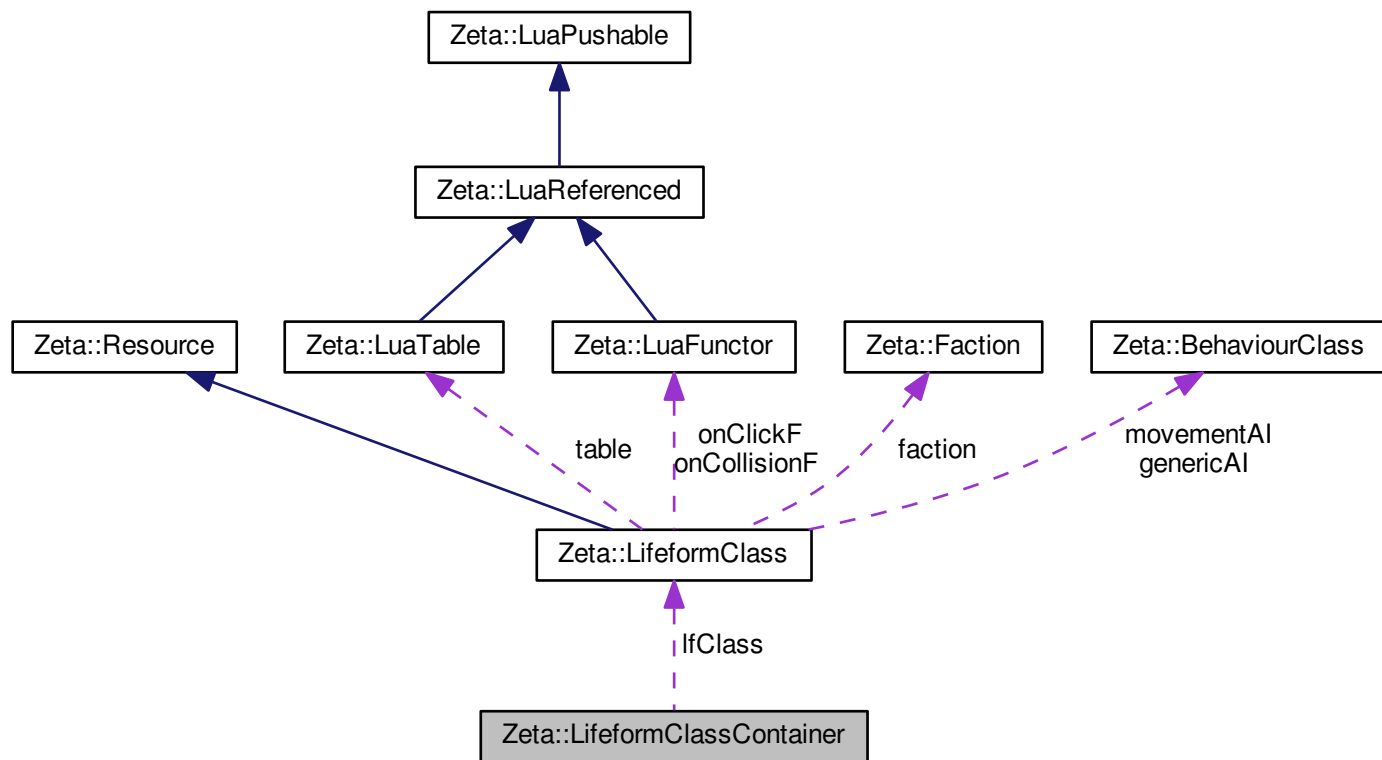 Zeta::LuaPushable
Zeta::LuaReferenced
Zeta::Resource
Zeta::LuaTable
Zeta::LuaFunctor
Zeta::Faction
Zeta::BehaviourClass
table
onClickF
onCollisionF
faction
movementAI
genericAI
Zeta::LifeformClass
lfClass
Zeta::LifeformClassContainer